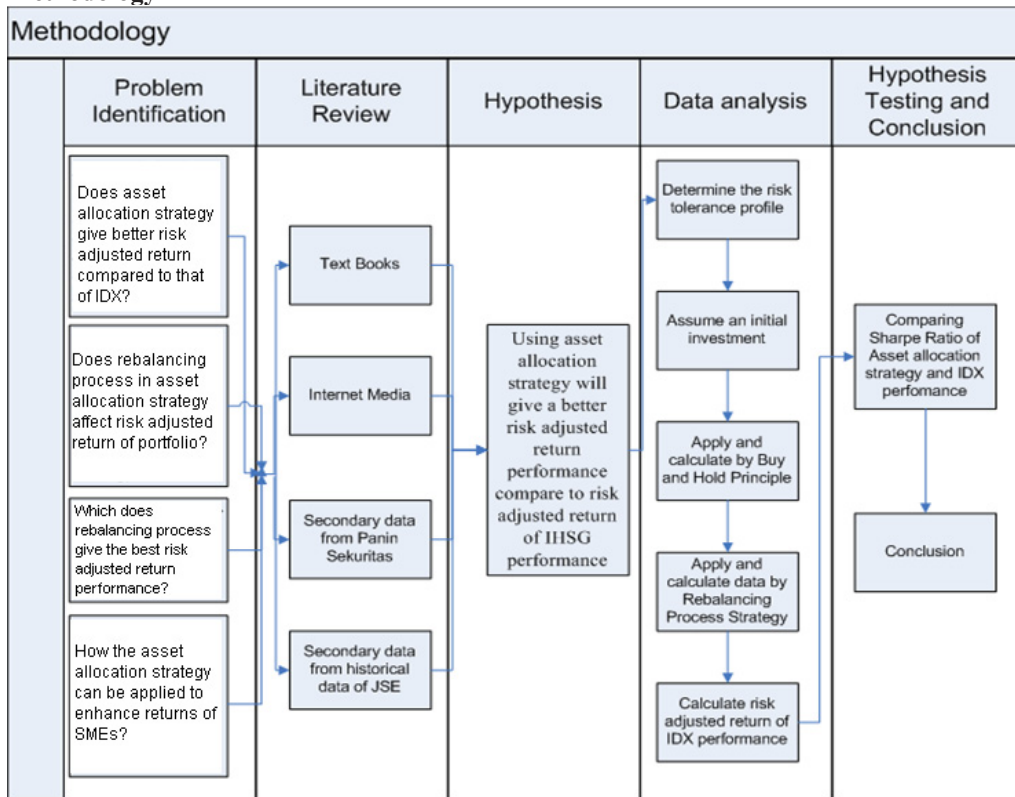 Methodology
Methodology
Problem
Identification
Literature
Review
Hypothesis
Data analysis
Hypothesis
Testing and
Conclusion
Does asset
allocation strategy
give better risk
adjusted return
compared to that
of IDX?
Does rebalancing
process in asset
allocation strategy
affect risk adjusted
return of portfolio?
Which does
rebalancing process
give the best risk
adjusted return
performance?
How the asset
allocation strategy
can be applied to
enhance returns of
SMEs?
Text Books
Internet Media
Secondary data
from Panin
Sekuritas
Secondary data
from historical
data of JSE
Using asset
allocation
strategy will
give a better
risk adjusted
return
performance
compare to risk
adjusted return
of IHSG
performance
Determine the risk
tolerance profile
Assume an initial
investment
Apply and
calculate by Buy
and Hold Principle
Apply and
calculate data by
Rebalancing
Process Strategy
Calculate risk
adjusted return of
IDX performance
Comparing
Sharpe Ratio of
Asset allocation
strategy and IDX
perfomance
Conclusion